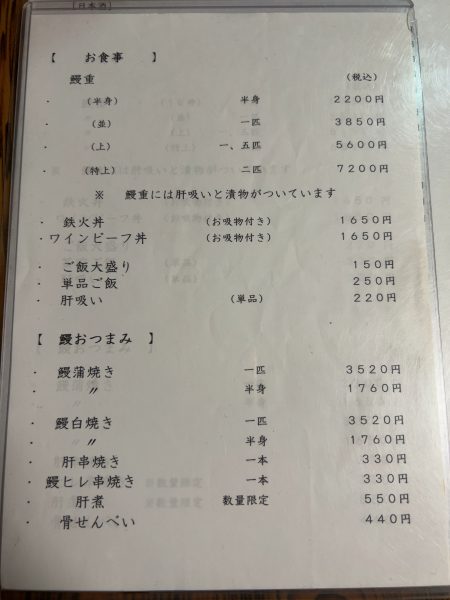 [日本酒]
【 お食事 】
鰻重 (税込)
・ (半身) 半身 2200円
・ (並) 一匹 3850円
・ (上) 一、五匹 5600円
・ (特上) 二匹 7200円
※ 鰻重には肝吸いと漬物がついています
・ 鉄火丼 (お吸物付き) 1650円
・ワインビーフ丼 (お吸物付き) 1650円
・ ご飯大盛り 150円
・ 単品ご飯 250円
・ 肝吸い (単品) 220円
【 鰻おつまみ 】
・ 鰻蒲焼き 一匹 3520円
・ 〃 半身 1760円
・ 鰻白焼き 一匹 3520円
・ 〃 〃 半身 1760円
・ 肝串焼き 一本 330円
・ 鰻ヒレ串焼き 一本 330円
・ 肝煮 数量限定 550円
・ 骨せんべい 440円